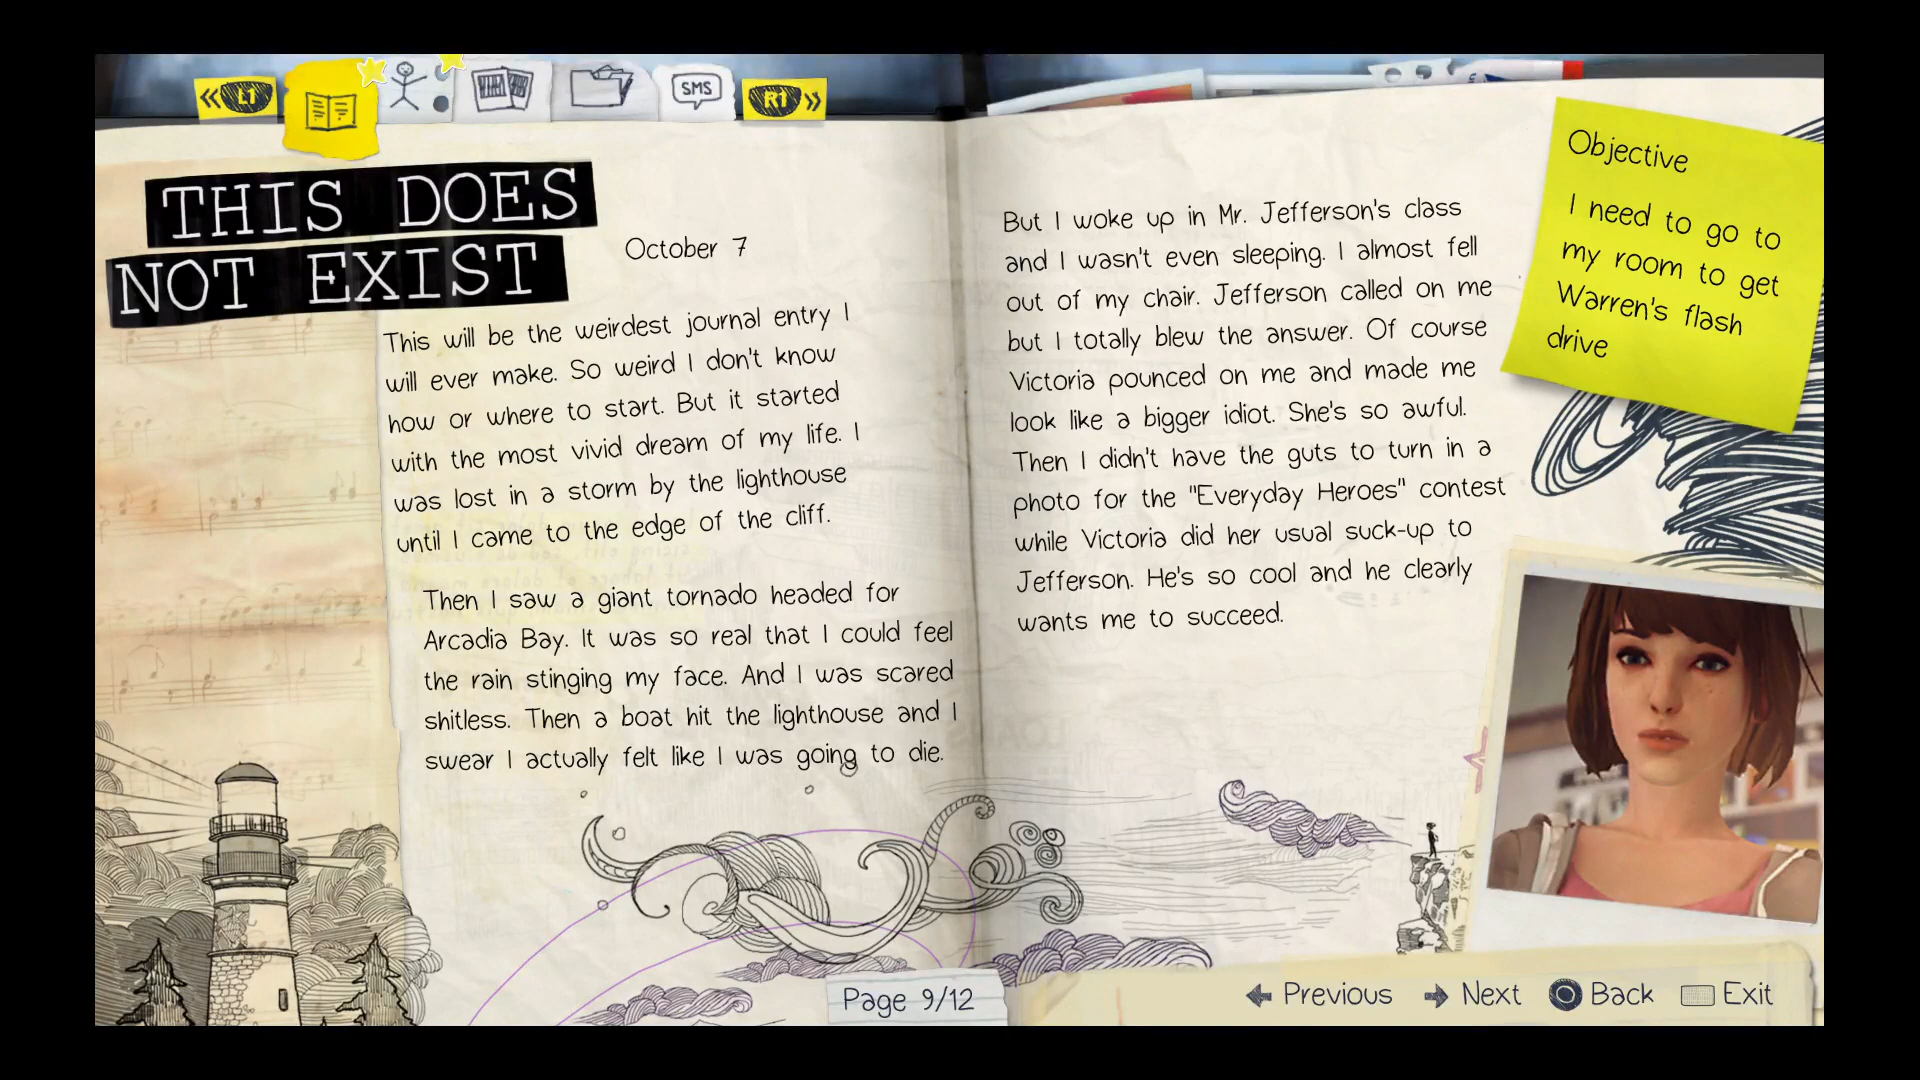 L1
SMS
R1
THIS DOES
NOT EXIST
October 7
This will be the weirdest journal entry I
will ever make. So weird I don't know
how or where to start. But it started
with the most vivid dream of my life. I
was lost in a storm by the lighthouse
until I came to the edge of the cliff.
Then I saw a giant tornado headed for
Arcadia Bay. It was so real that I could feel
the rain stinging my face. And I was scared
shitless. Then a boat hit the lighthouse and I
swear I actually felt like I was going to die.
But I woke up in Mr. Jefferson's class
and I wasn't even sleeping. I almost fell
out of my chair. Jefferson called on me
but I totally blew the answer. Of course
Victoria pounced on me and made me
look like a bigger idiot. She's so awful.
Then I didn't have the guts to turn in a
photo for the "Everyday Heroes" contest
while Victoria did her usual suck-up to
Jefferson. He's so cool and he clearly
wants me to succeed.
Objective
I need to go to
my room to get
Warren's flash
drive
Page 9/12
Previous
Next
Back
Exit